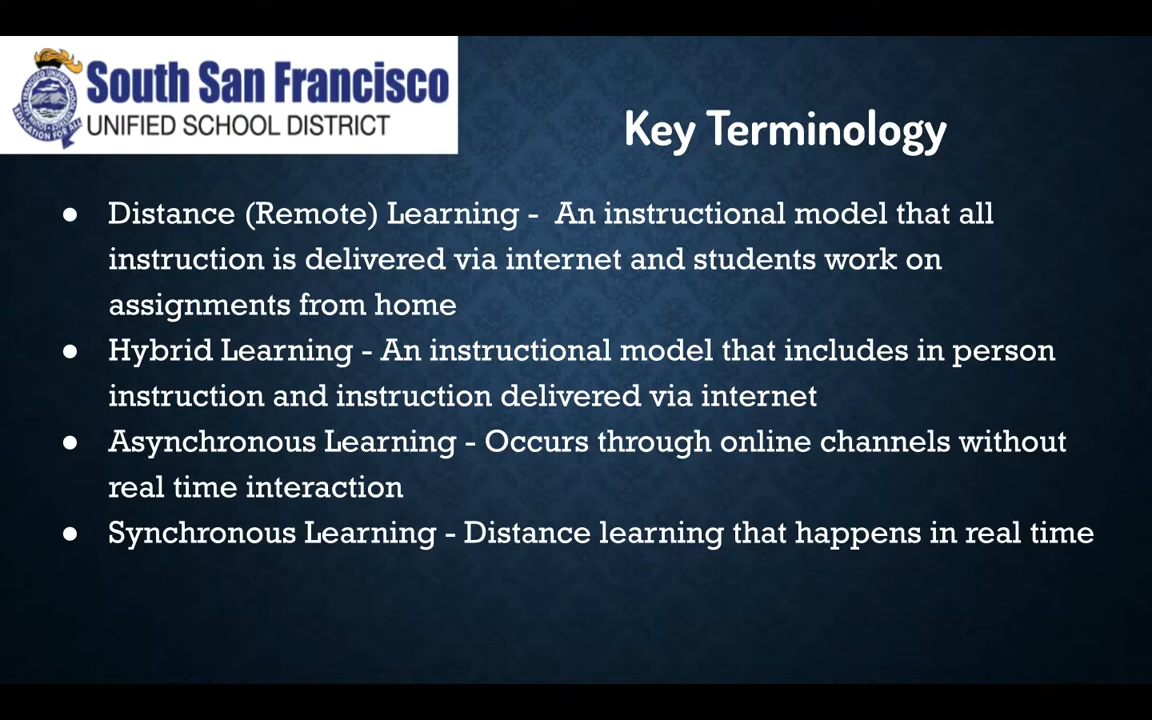 South San Francisco
UNIFIED SCHOOL DISTRICT
EDUCATION FOR ALL
Key Terminology
● Distance (Remote) Learning - An instructional model that all
instruction is delivered via internet and students work on
assignments from home
● Hybrid Learning - An instructional model that includes in person
instruction and instruction delivered via internet
● Asynchronous Learning - Occurs through online channels without
real time interaction
● Synchronous Learning - Distance learning that happens in real time